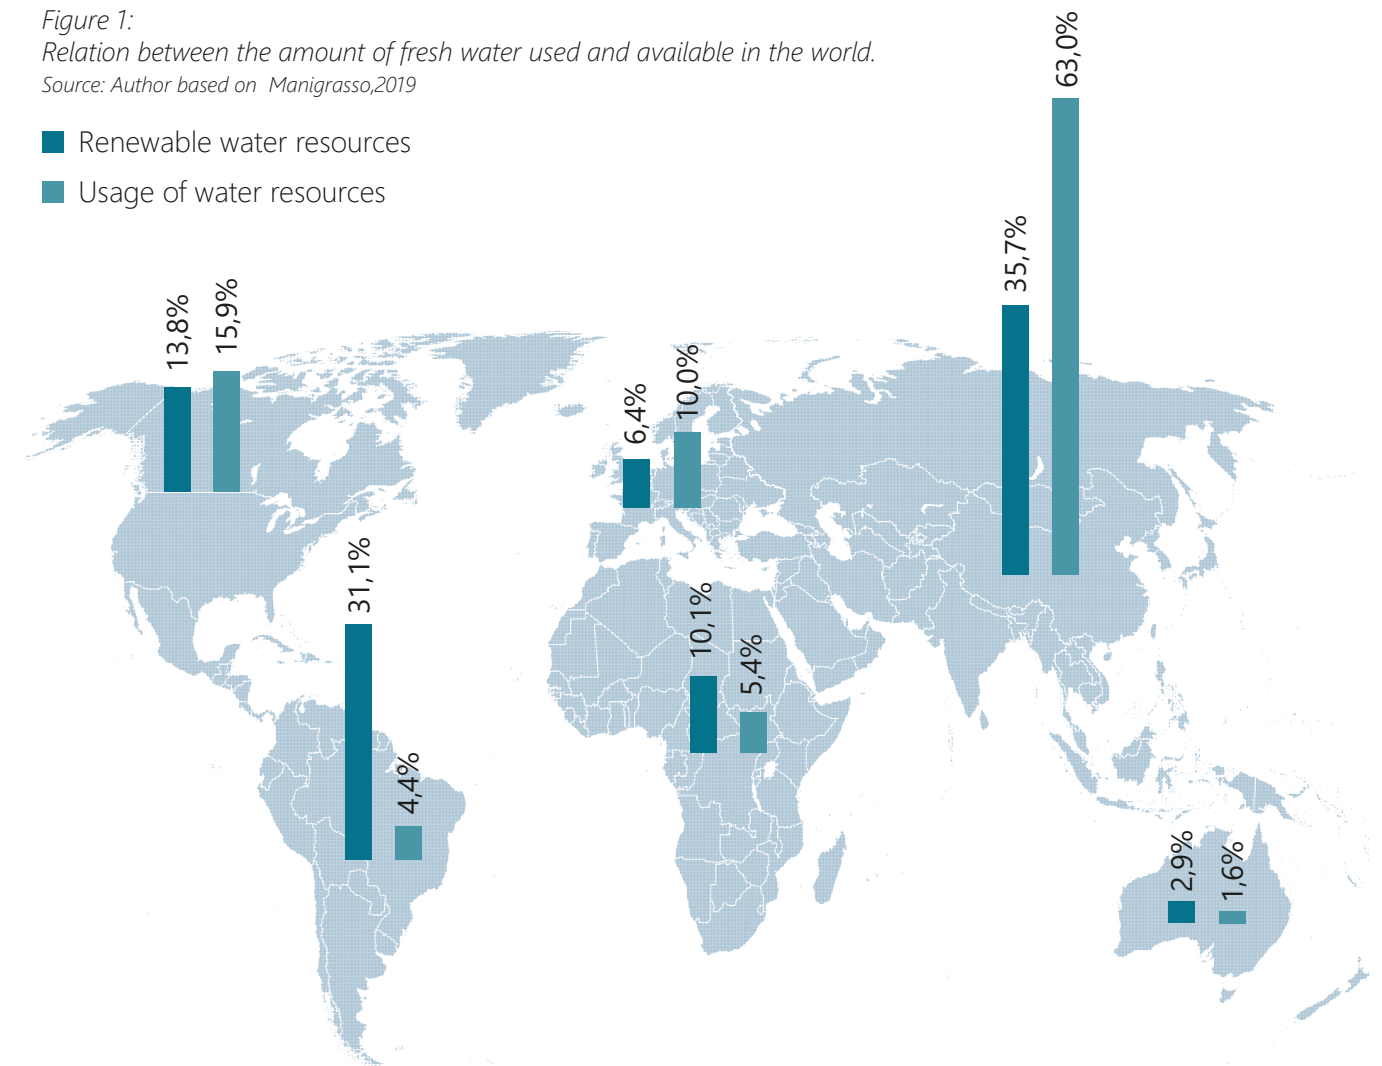 Figure 1:
Relation between the amount of fresh water used and available in the world.
Source: Author based on  Manigrasso,2019
Renewable water resources
Usage of water resources
13,8%
15,9%
31,1%
4,4%
6,4%
10,0%
10,1%
5,4%
35,7%
63,0%
2,9%
1,6%